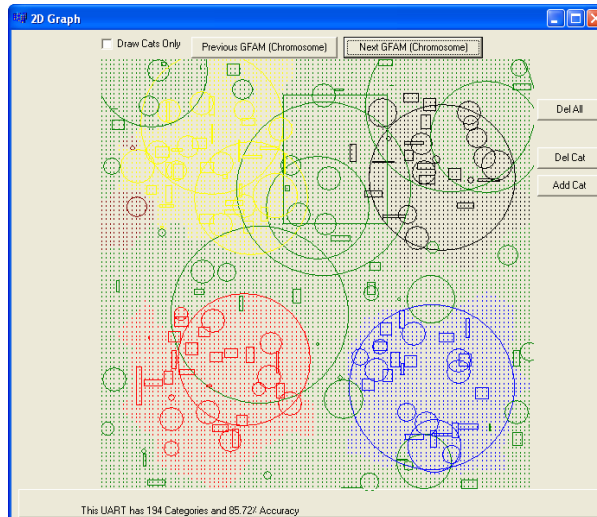 2D Graph
Draw Cats Only
Previous GFAM (Chromosome)
Next GFAM (Chromosome)
Del All
Del Cat
Add Cat
This UART has 194 Categories and 85.72% Accuracy